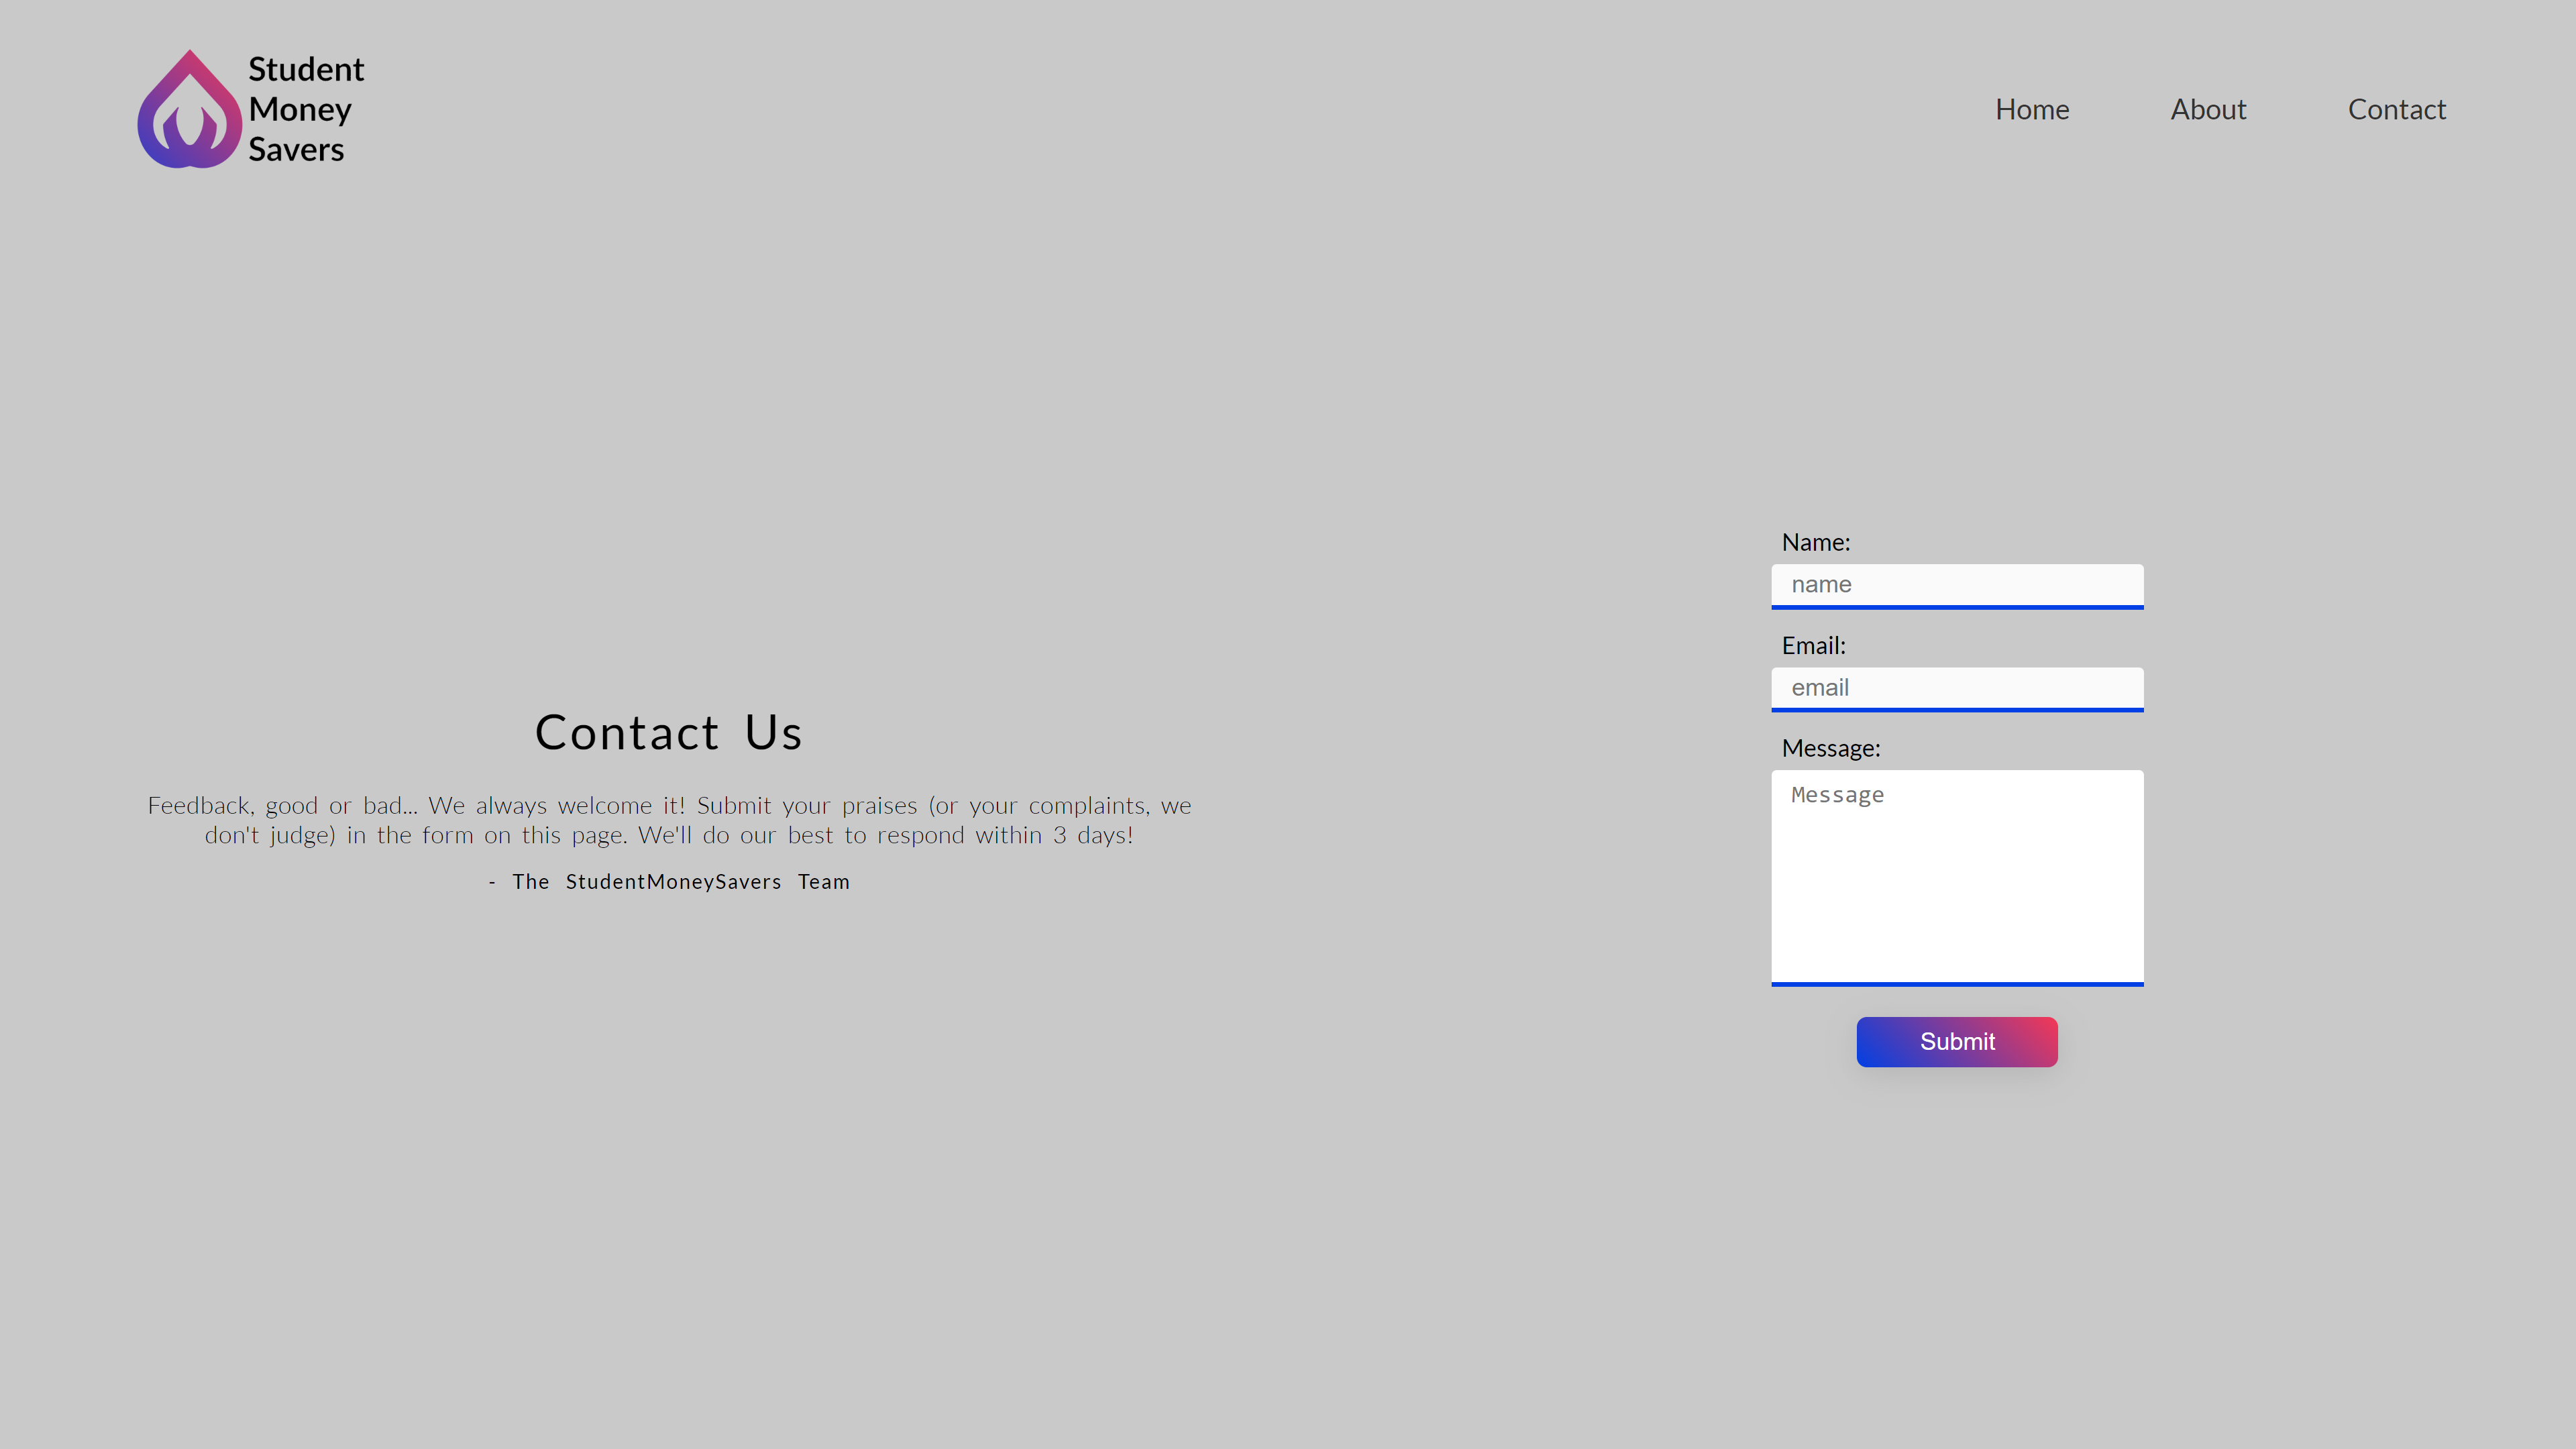 Student
Money
Savers
Home
About
Contact
Contact Us
Feedback, good or bad... We always welcome it! Submit your praises (or your complaints, we
don't judge) in the form on this page. We'll do our best to respond within 3 days!
- The StudentMoneySavers Team
Name:
name
Email:
email
Message:
Message
Submit